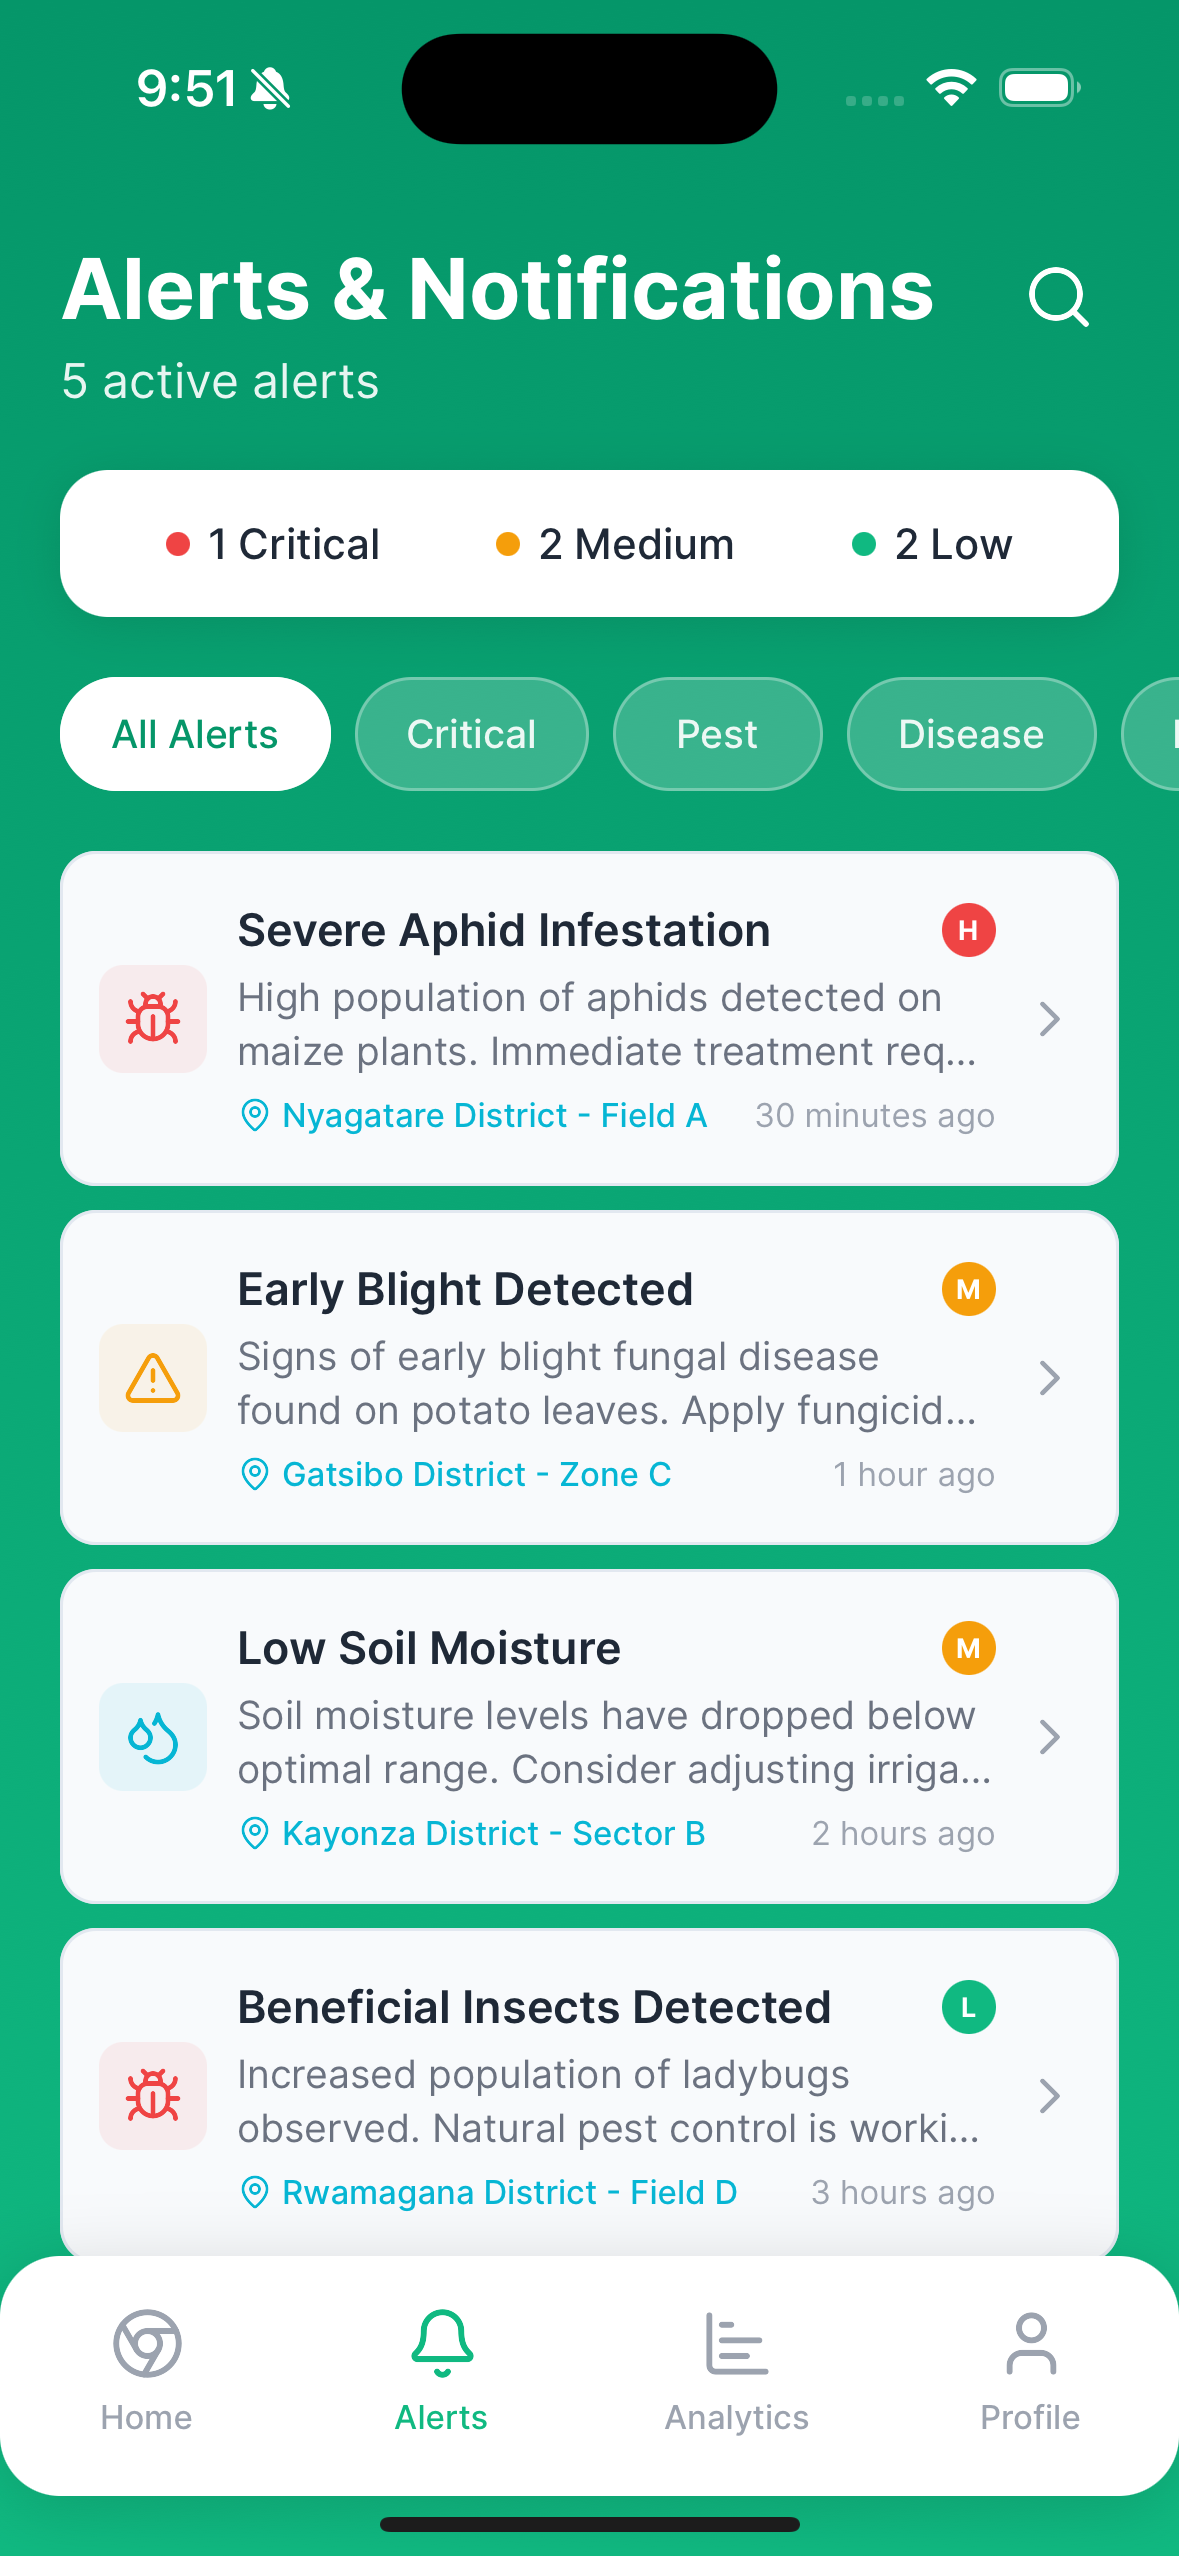 9:51
Alerts & Notifications
5 active alerts
1 Critical
2 Medium
2 Low
All Alerts
Critical
Pest
Disease
Severe Aphid Infestation
H
High population of aphids detected on
maize plants. Immediate treatment req...
Nyagatare District - Field A
30 minutes ago
Early Blight Detected
M
Signs of early blight fungal disease
found on potato leaves. Apply fungicid...
Gatsibo District - Zone C
1 hour ago
Low Soil Moisture
M
Soil moisture levels have dropped below
optimal range. Consider adjusting irriga...
Kayonza District - Sector B
2 hours ago
Beneficial Insects Detected
L
Increased population of ladybugs
observed. Natural pest control is worki...
Rwamagana District - Field D
3 hours ago
Home
Alerts
Analytics
Profile